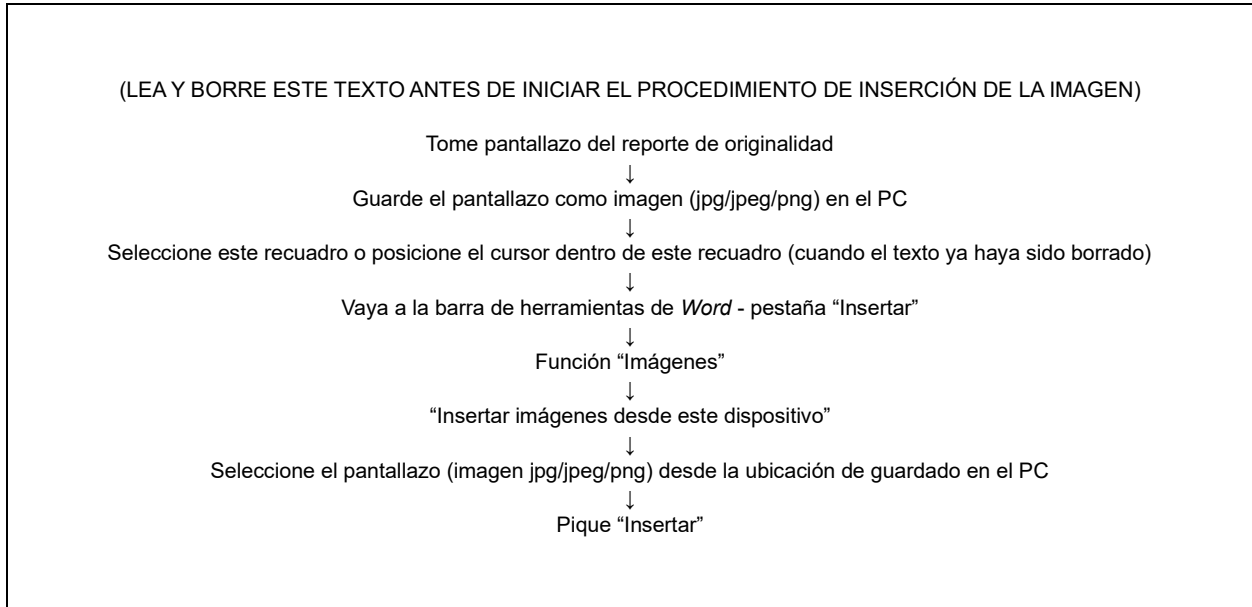 (LEA Y BORRE ESTE TEXTO ANTES DE INICIAR EL PROCEDIMIENTO DE INSERCIÓN DE LA IMAGEN)
Tome pantallazo del reporte de originalidad
↓
Guarde el pantallazo como imagen (jpg/jpeg/png) en el PC
↓
Seleccione este recuadro o posicione el cursor dentro de este recuadro (cuando el texto ya haya sido borrado)
↓
Vaya a la barra de herramientas de Word - pestaña “Insertar”
↓
Función “Imágenes”
↓
“Insertar imágenes desde este dispositivo”
↓
Seleccione el pantallazo (imagen jpg/jpeg/png) desde la ubicación de guardado en el PC
↓
Pique “Insertar”